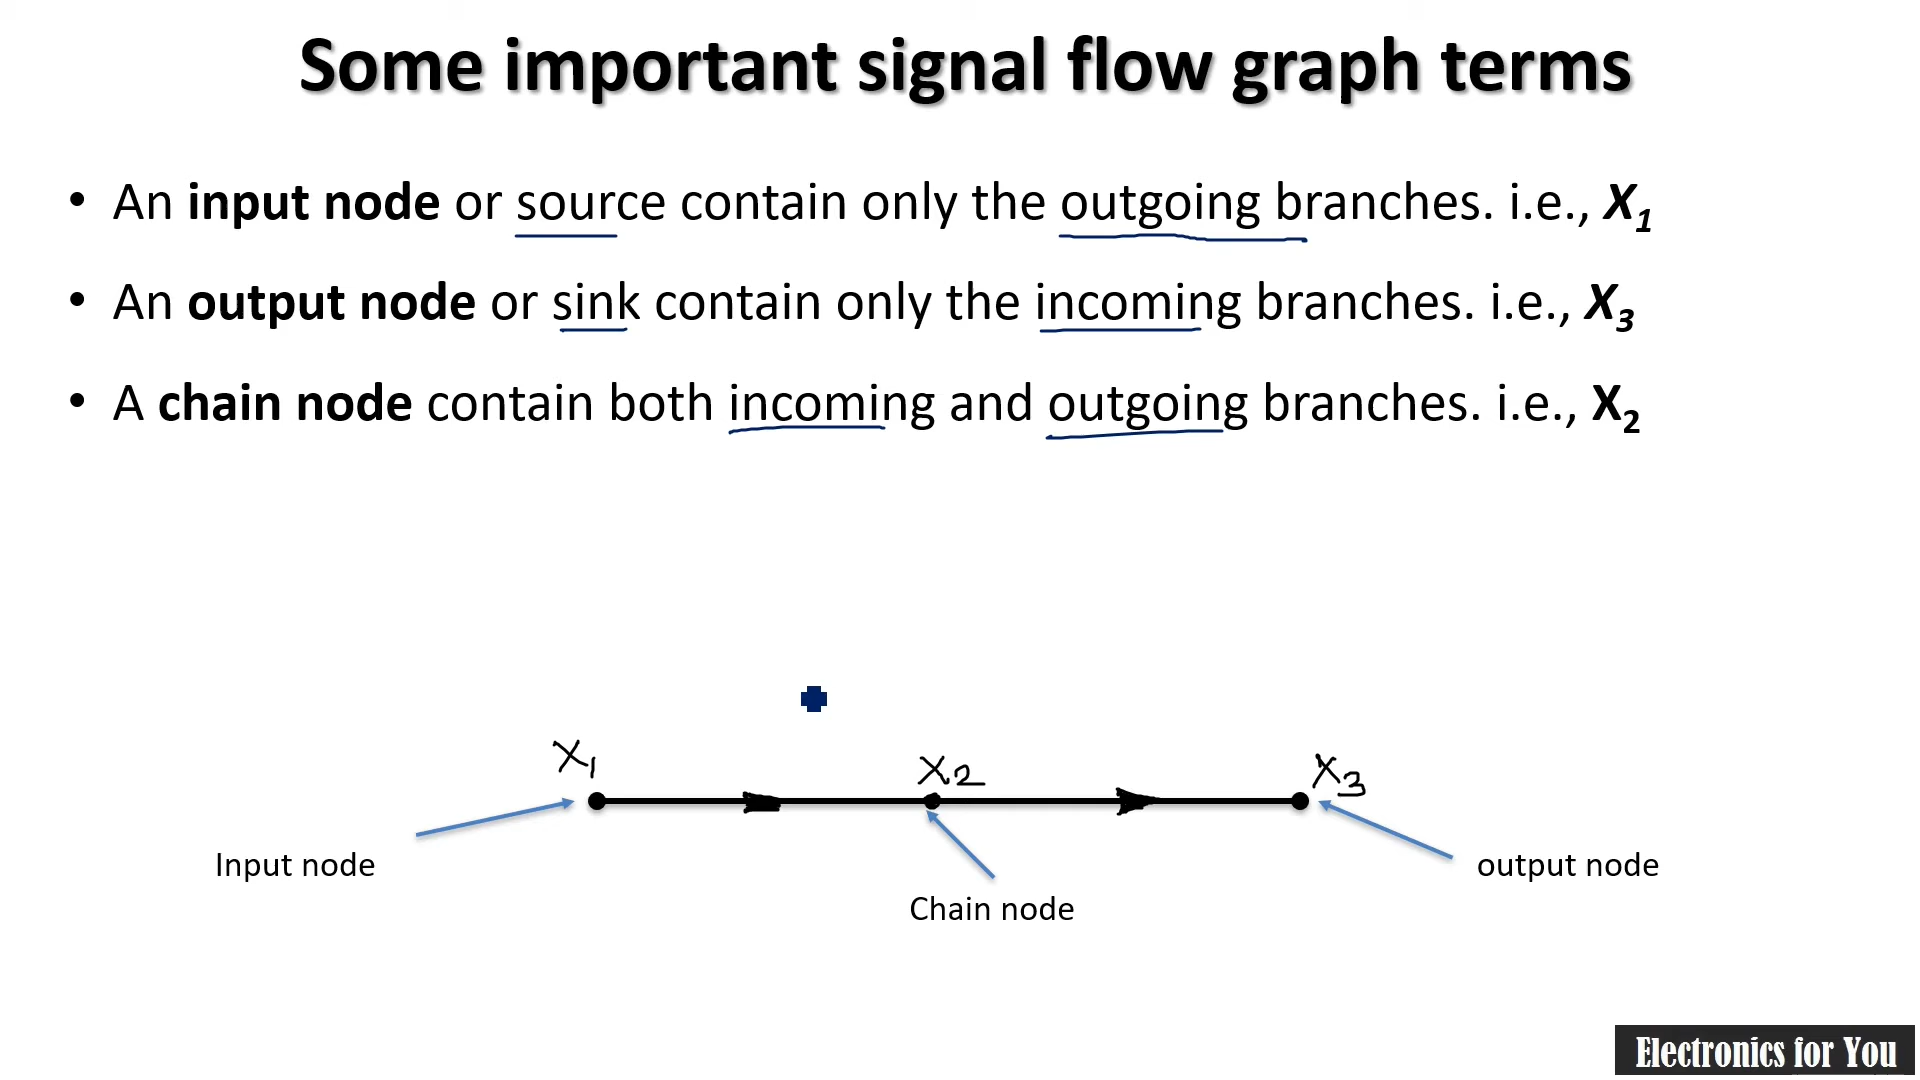 Some important signal flow graph terms
• An input node or source contain only the outgoing branches. i.e., X₁
• An output node or sink contain only the incoming branches. i.e., X₃
• A chain node contain both incoming and outgoing branches. i.e., X₂
X₁ X₂ X₃
Input node
Chain node
output node
Electronics for You